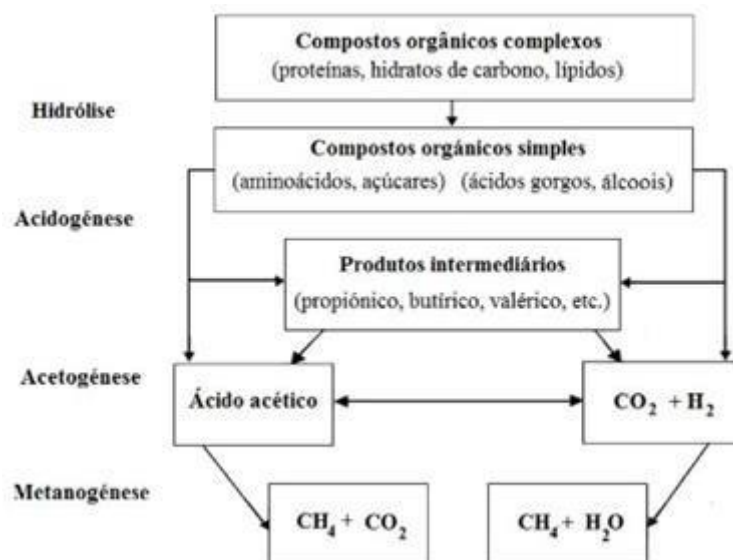 Compostos orgânicos complexos
(proteínas, hidratos de carbono, lípidos)
Hidrólise
Compostos orgânicos simples
(aminoácidos, açúcares) (ácidos gorgos, álcoois)
Acidogénese
Produtos intermediários
(propiónico, butírico, valérico, etc.)
Acetogénese
Ácido acético
CO₂ + H₂
Metanogénese
CH₄ + CO₂
CH₄ + H₂O